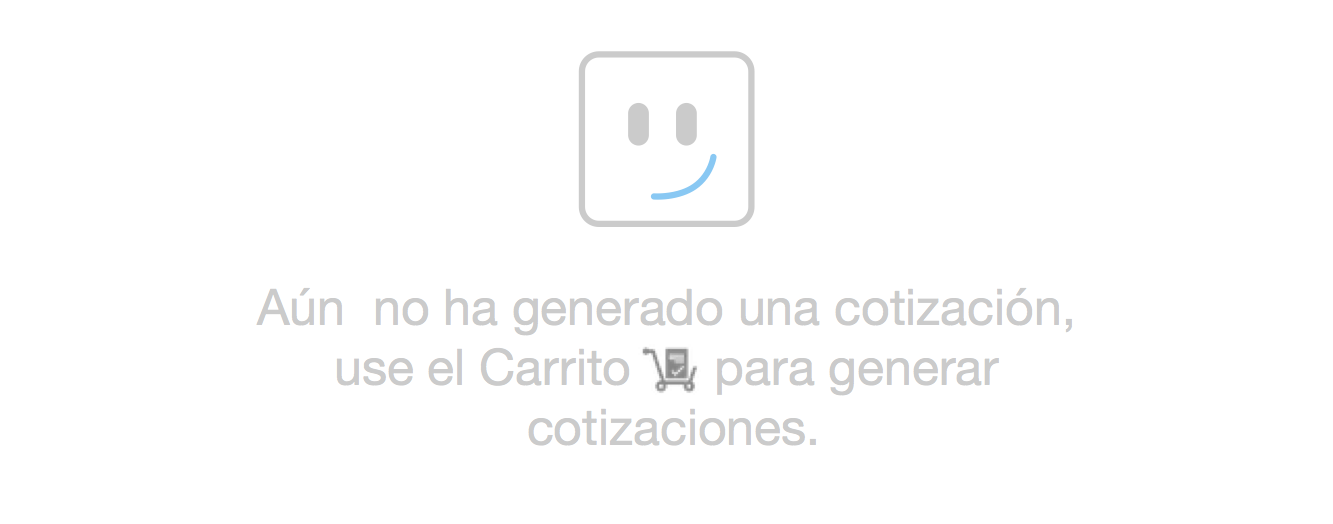 Aún  no ha generado una cotización,
use el Carrito para generar
cotizaciones.